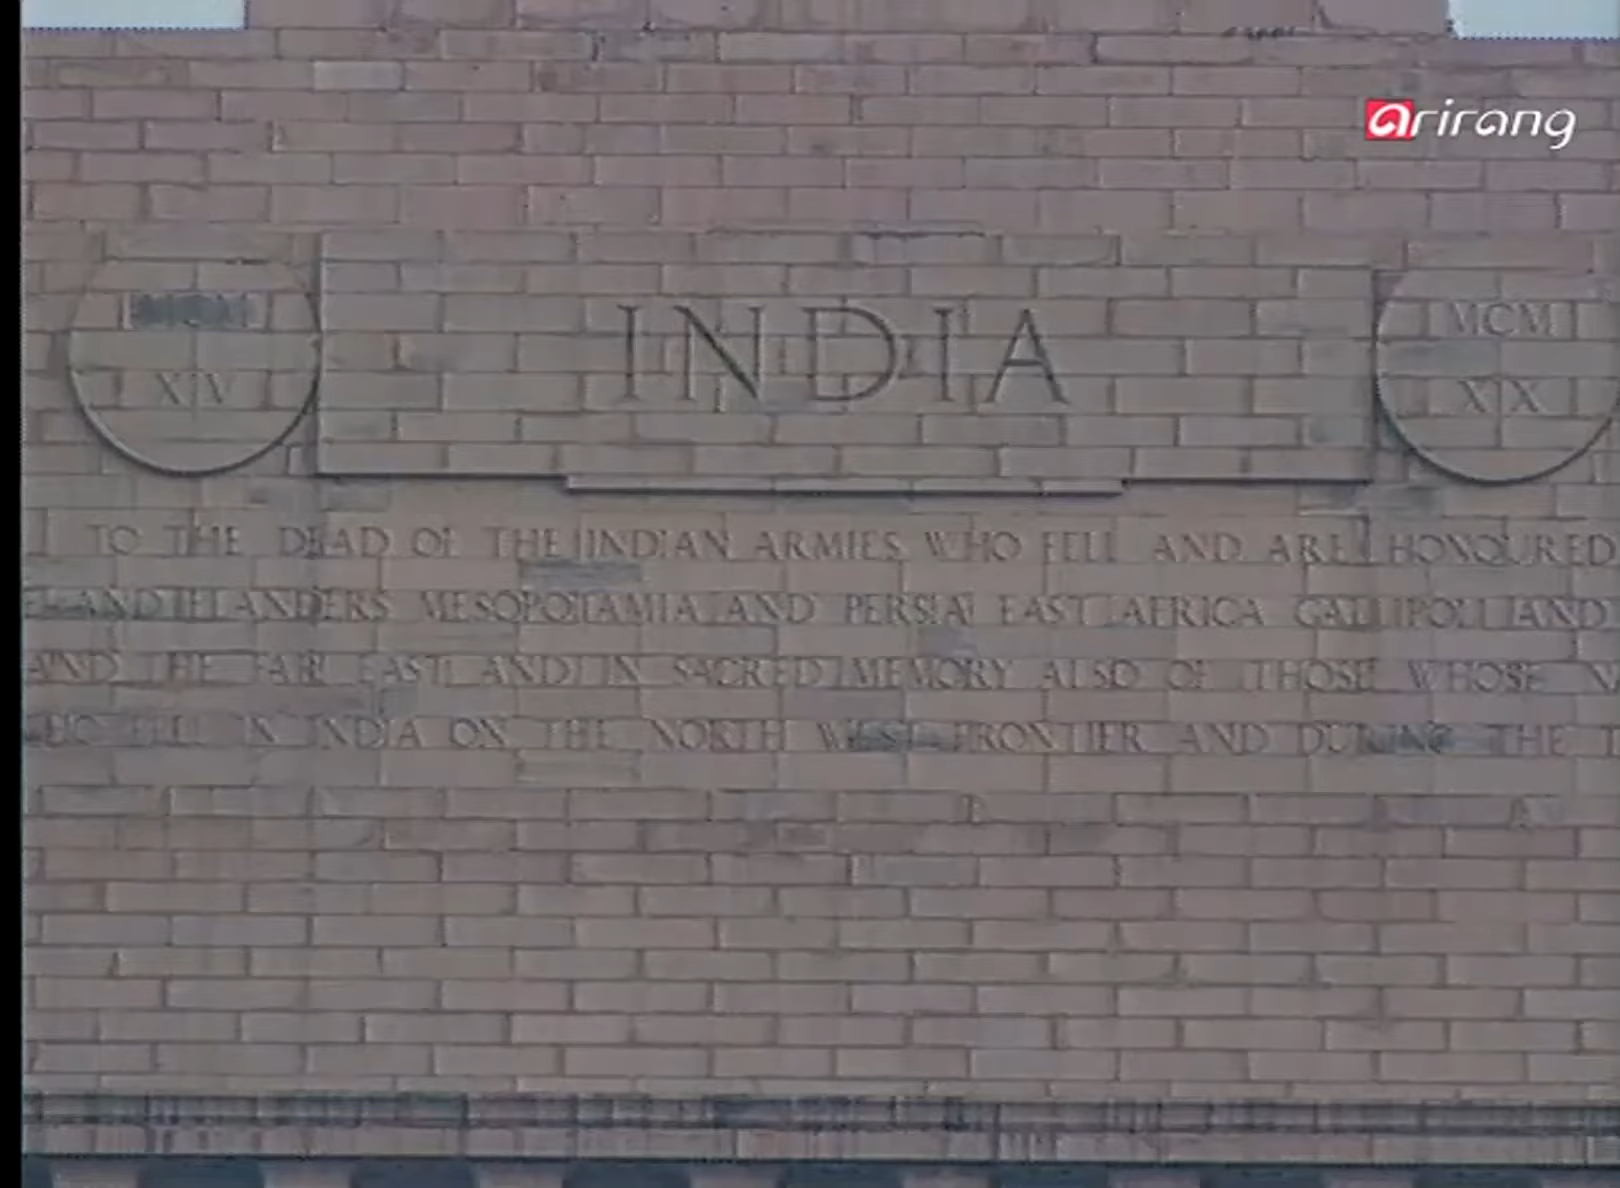 arirang
INDIA
MCM
XIV
MCM
XIX
TO THE DEAD OF THE INDIAN ARMIES WHO FELL AND ARE HONOURED
AND FLANDERS MESOPOTAMIA AND PERSIA EAST AFRICA GALLIPOLI AND
AND THE FAR EAST AND IN SACRED MEMORY ALSO OF THOSE WHOSE
WHO FELL IN INDIA ON THE NORTH WEST FRONTIER AND DURING THE